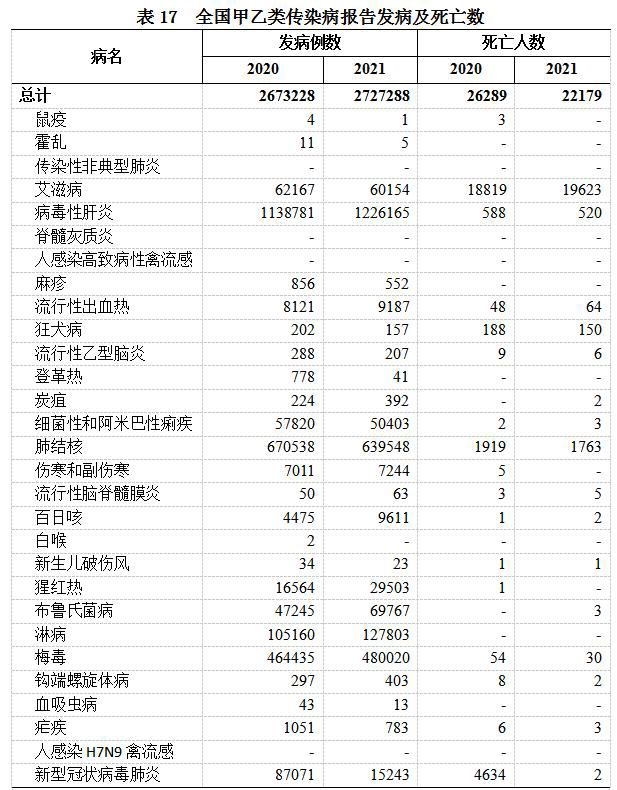 表 17 全国甲乙类传染病报告发病及死亡数
病名 发病例数 死亡人数
2020 2021 2020 2021
总计 2673228 2727288 26289 22179
鼠疫 4 1 3 -
霍乱 11 5 - -
传染性非典型肺炎 - - - -
艾滋病 62167 60154 18819 19623
病毒性肝炎 1138781 1226165 588 520
脊髓灰质炎 - - - -
人感染高致病性禽流感 - - - -
麻疹 856 552 - -
流行性出血热 8121 9187 48 64
狂犬病 202 157 188 150
流行性乙型脑炎 288 207 9 6
登革热 778 41 - -
炭疽 224 392 - 2
细菌性和阿米巴性痢疾 57820 50403 2 3
肺结核 670538 639548 1919 1763
伤寒和副伤寒 7011 7244 5 -
流行性脑脊髓膜炎 50 63 3 5
百日咳 4475 9611 1 2
白喉 2 - - -
新生儿破伤风 34 23 1 1
猩红热 16564 29503 1 -
布鲁氏菌病 47245 69767 - 3
淋病 105160 127803 - -
梅毒 464435 480020 54 30
钩端螺旋体病 297 403 8 2
血吸虫病 43 13 - -
疟疾 1051 783 6 3
人感染 H7N9 禽流感 - - - -
新型冠状病毒肺炎 87071 15243 4634 2